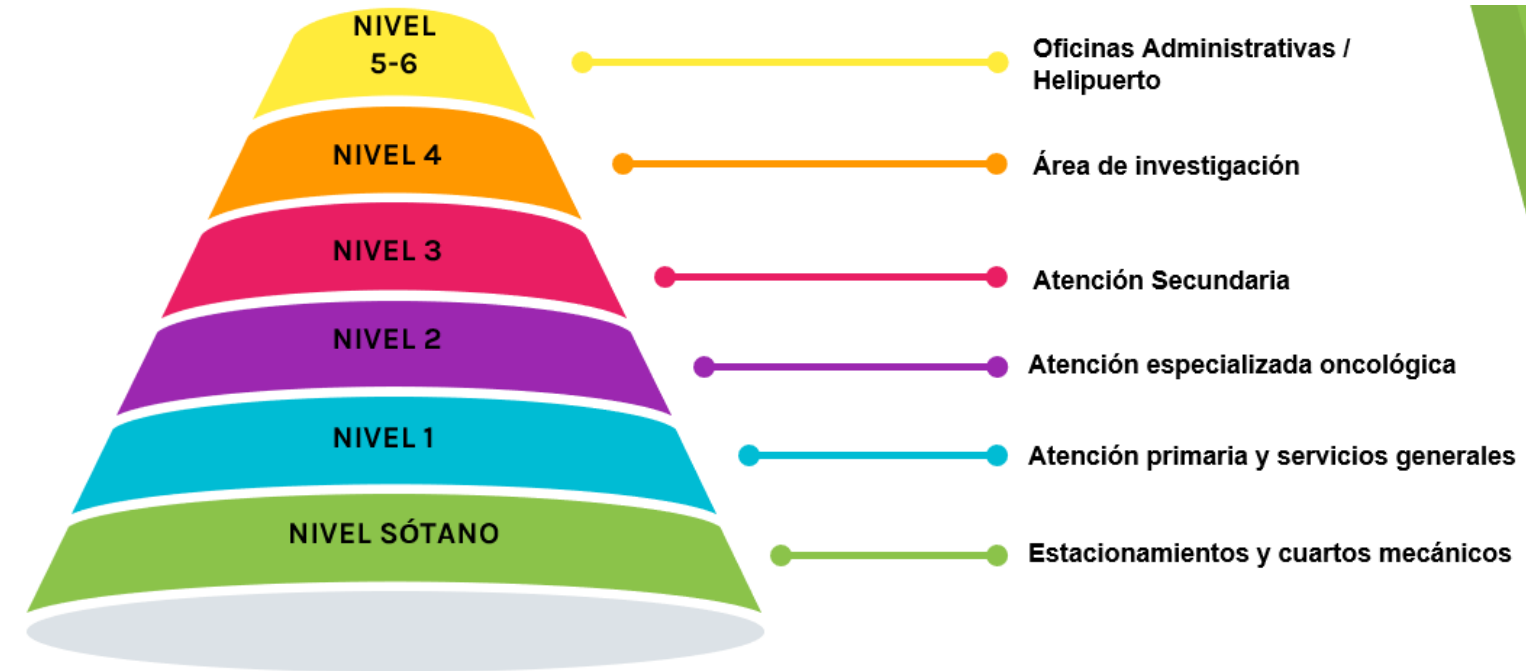 NIVEL
5-6
Oficinas Administrativas /
Helipuerto
NIVEL 4
Área de investigación
NIVEL 3
Atención Secundaria
NIVEL 2
Atención especializada oncológica
NIVEL 1
Atención primaria y servicios generales
NIVEL SÓTANO
Estacionamientos y cuartos mecánicos